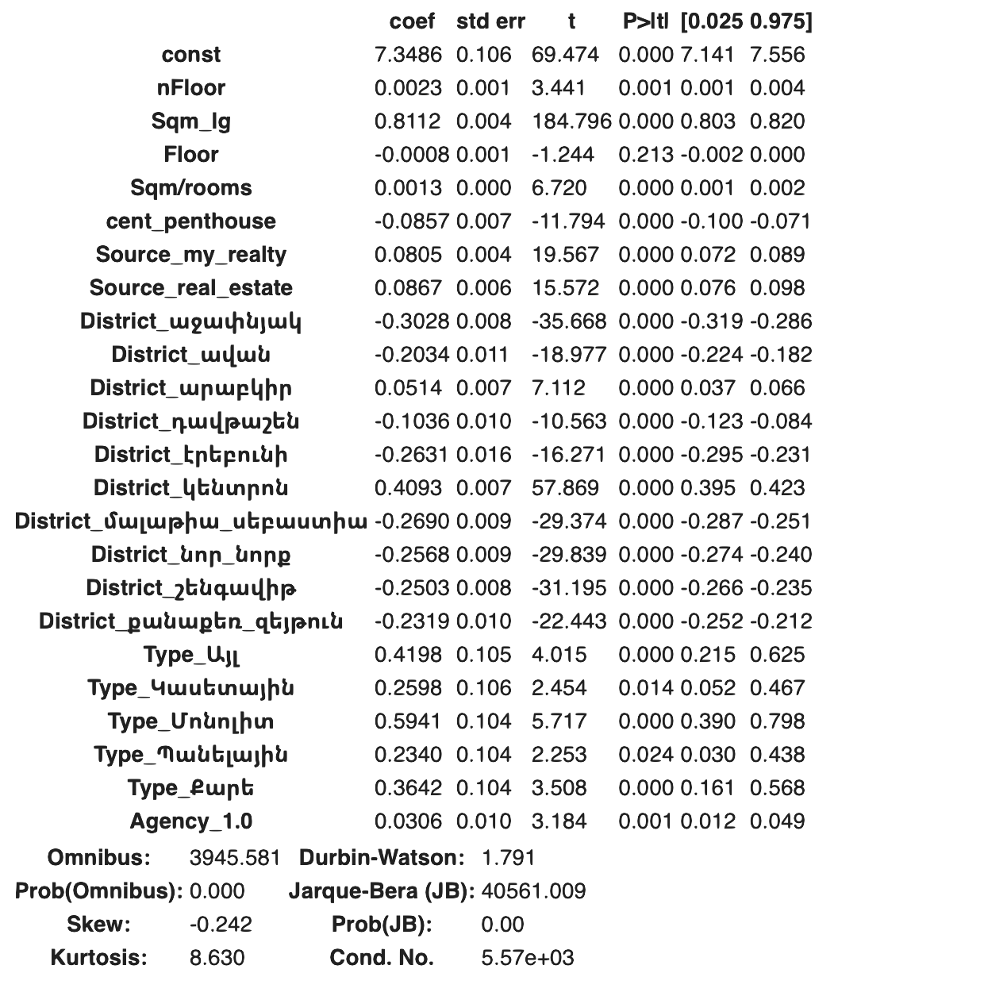 coef std err t P>|t| [0.025 0.975]
const 7.3486 0.106 69.474 0.000 7.141 7.556
nFloor 0.0023 0.001 3.441 0.001 0.001 0.004
Sqm_lg 0.8112 0.004 184.796 0.000 0.803 0.820
Floor -0.0008 0.001 -1.244 0.213 -0.002 0.000
Sqm/rooms 0.0013 0.000 6.720 0.000 0.001 0.002
cent_penthouse -0.0857 0.007 -11.794 0.000 -0.100 -0.071
Source_my_realty 0.0805 0.004 19.567 0.000 0.072 0.089
Source_real_estate 0.0867 0.006 15.572 0.000 0.076 0.098
District_աջափնյակ -0.3028 0.008 -35.668 0.000 -0.319 -0.286
District_ավան -0.2034 0.011 -18.977 0.000 -0.224 -0.182
District_արաբկիր 0.0514 0.007 7.112 0.000 0.037 0.066
District_դավթաշեն -0.1036 0.010 -10.563 0.000 -0.123 -0.084
District_էրեբունի -0.2631 0.016 -16.271 0.000 -0.295 -0.231
District_կենտրոն 0.4093 0.007 57.869 0.000 0.395 0.423
District_մալաթիա_սեբաստիա -0.2690 0.009 -29.374 0.000 -0.287 -0.251
District_նոր_նորք -0.2568 0.009 -29.839 0.000 -0.274 -0.240
District_շենգավիթ -0.2503 0.008 -31.195 0.000 -0.266 -0.235
District_քանաքեռ_զեյթուն -0.2319 0.010 -22.443 0.000 -0.252 -0.212
Type_Այլ 0.4198 0.105 4.015 0.000 0.215 0.625
Type_Կասետային 0.2598 0.106 2.454 0.014 0.052 0.467
Type_Մոնոլիտ 0.5941 0.104 5.717 0.000 0.390 0.798
Type_Պանելային 0.2340 0.104 2.253 0.024 0.030 0.438
Type_Քարե 0.3642 0.104 3.508 0.000 0.161 0.568
Agency_1.0 0.0306 0.010 3.184 0.001 0.012 0.049
Omnibus: 3945.581 Durbin-Watson: 1.791
Prob(Omnibus): 0.000 Jarque-Bera (JB): 40561.009
Skew: -0.242 Prob(JB): 0.00
Kurtosis: 8.630 Cond. No. 5.57e+03